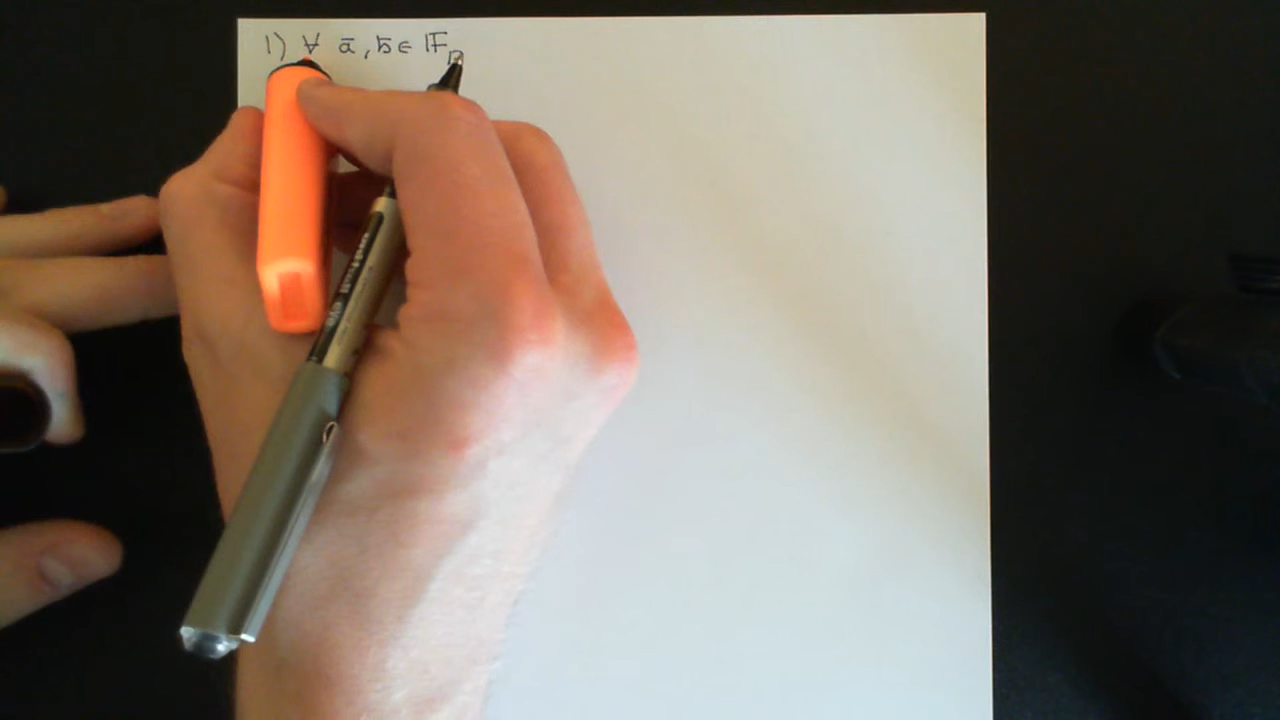 1) ∀ ā, b̄ ∈ 𝔽ₚ